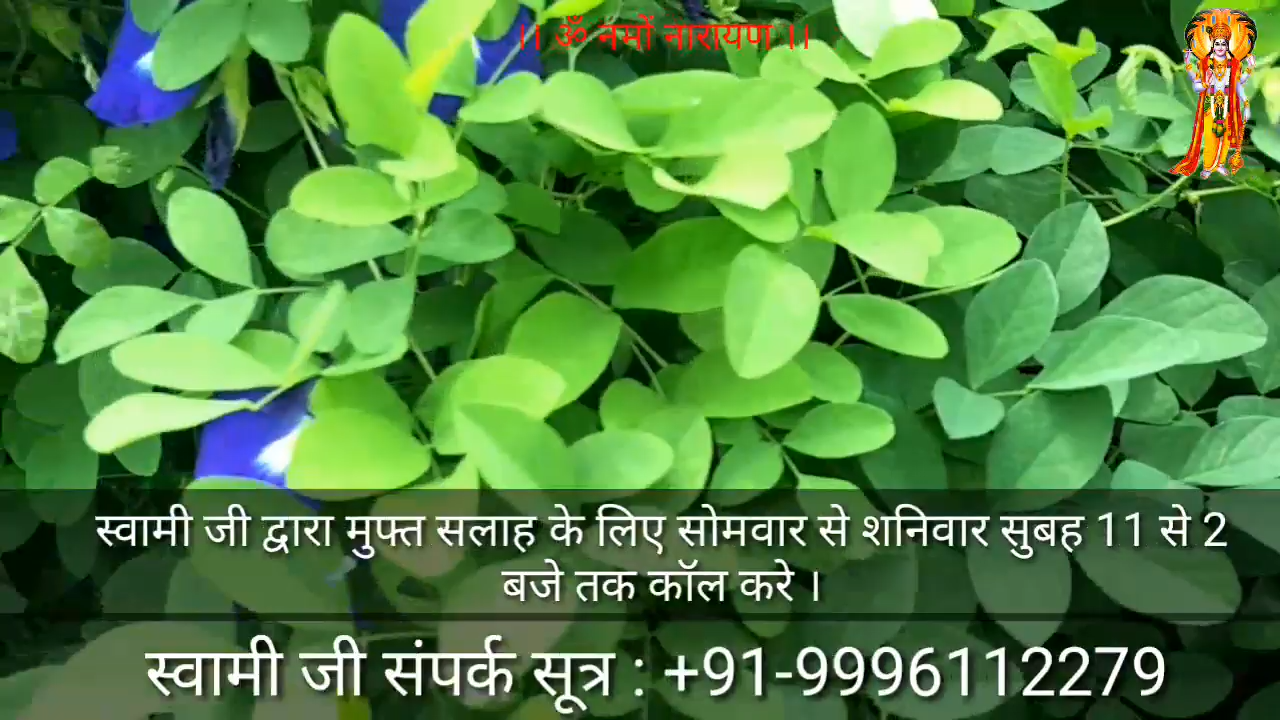 ।। ॐ नमों नारायण ।।
स्वामी जी द्वारा मुफ्त सलाह के लिए सोमवार से शनिवार सुबह 11 से 2
बजे तक कॉल करे ।
स्वामी जी संपर्क सूत्र : +91-9996112279